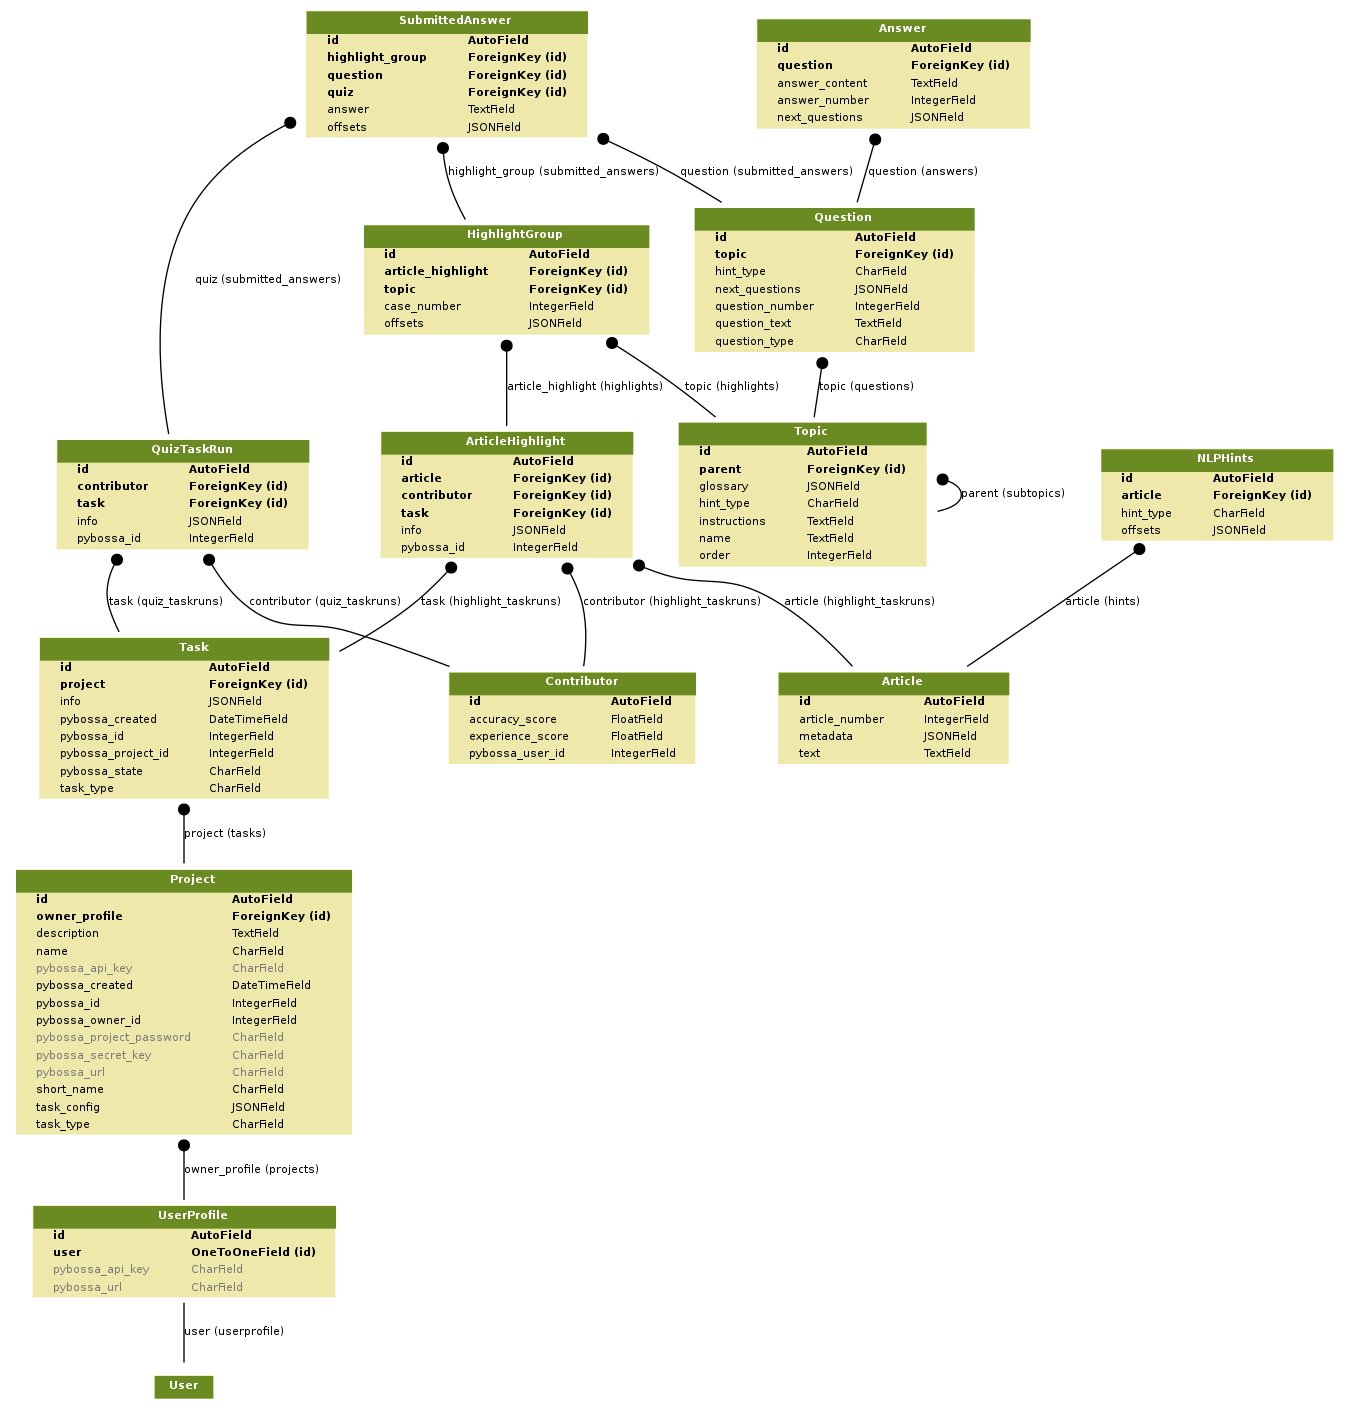 SubmittedAnswer
id AutoField
highlight_group ForeignKey (id)
question ForeignKey (id)
quiz ForeignKey (id)
answer TextField
offsets JSONField
Answer
id AutoField
question ForeignKey (id)
answer_content TextField
answer_number IntegerField
next_questions JSONField
highlight_group (submitted_answers)
question (submitted_answers)
question (answers)
quiz (submitted_answers)
HighlightGroup
id AutoField
article_highlight ForeignKey (id)
topic ForeignKey (id)
case_number IntegerField
offsets JSONField
Question
id AutoField
topic ForeignKey (id)
hint_type CharField
next_questions JSONField
question_number IntegerField
question_text TextField
question_type CharField
article_highlight (highlights)
topic (highlights)
topic (questions)
QuizTaskRun
id AutoField
contributor ForeignKey (id)
task ForeignKey (id)
info JSONField
pybossa_id IntegerField
ArticleHighlight
id AutoField
article ForeignKey (id)
contributor ForeignKey (id)
task ForeignKey (id)
info JSONField
pybossa_id IntegerField
Topic
id AutoField
parent ForeignKey (id)
glossary JSONField
hint_type CharField
instructions TextField
name TextField
order IntegerField
parent (subtopics)
NLPHints
id AutoField
article ForeignKey (id)
hint_type CharField
offsets JSONField
task (quiz_taskruns)
contributor (quiz_taskruns)
task (highlight_taskruns)
contributor (highlight_taskruns)
article (highlight_taskruns)
article (hints)
Task
id AutoField
project ForeignKey (id)
info JSONField
pybossa_created DateTimeField
pybossa_id IntegerField
pybossa_project_id IntegerField
pybossa_state CharField
task_type CharField
Contributor
id AutoField
accuracy_score FloatField
experience_score FloatField
pybossa_user_id IntegerField
Article
id AutoField
article_number IntegerField
metadata JSONField
text TextField
project (tasks)
Project
id AutoField
owner_profile ForeignKey (id)
description TextField
name CharField
pybossa_api_key CharField
pybossa_created DateTimeField
pybossa_id IntegerField
pybossa_owner_id IntegerField
pybossa_project_password CharField
pybossa_secret_key CharField
pybossa_url CharField
short_name CharField
task_config JSONField
task_type CharField
owner_profile (projects)
UserProfile
id AutoField
user OneToOneField (id)
pybossa_api_key CharField
pybossa_url CharField
user (userprofile)
User